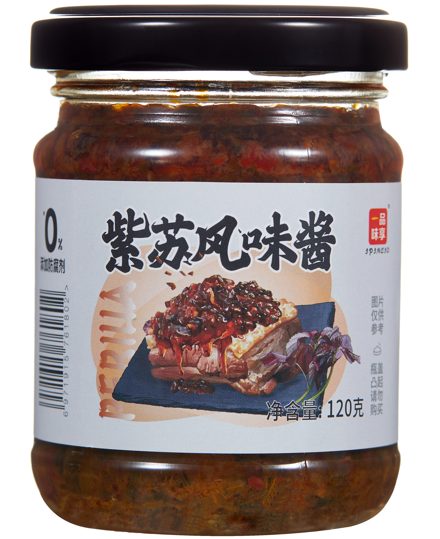 0%
添加防腐剂
紫苏风味酱
一品
味享
PERILLA
图片
仅供
参考
瓶盖
凸起
请勿
购买
净含量:120克